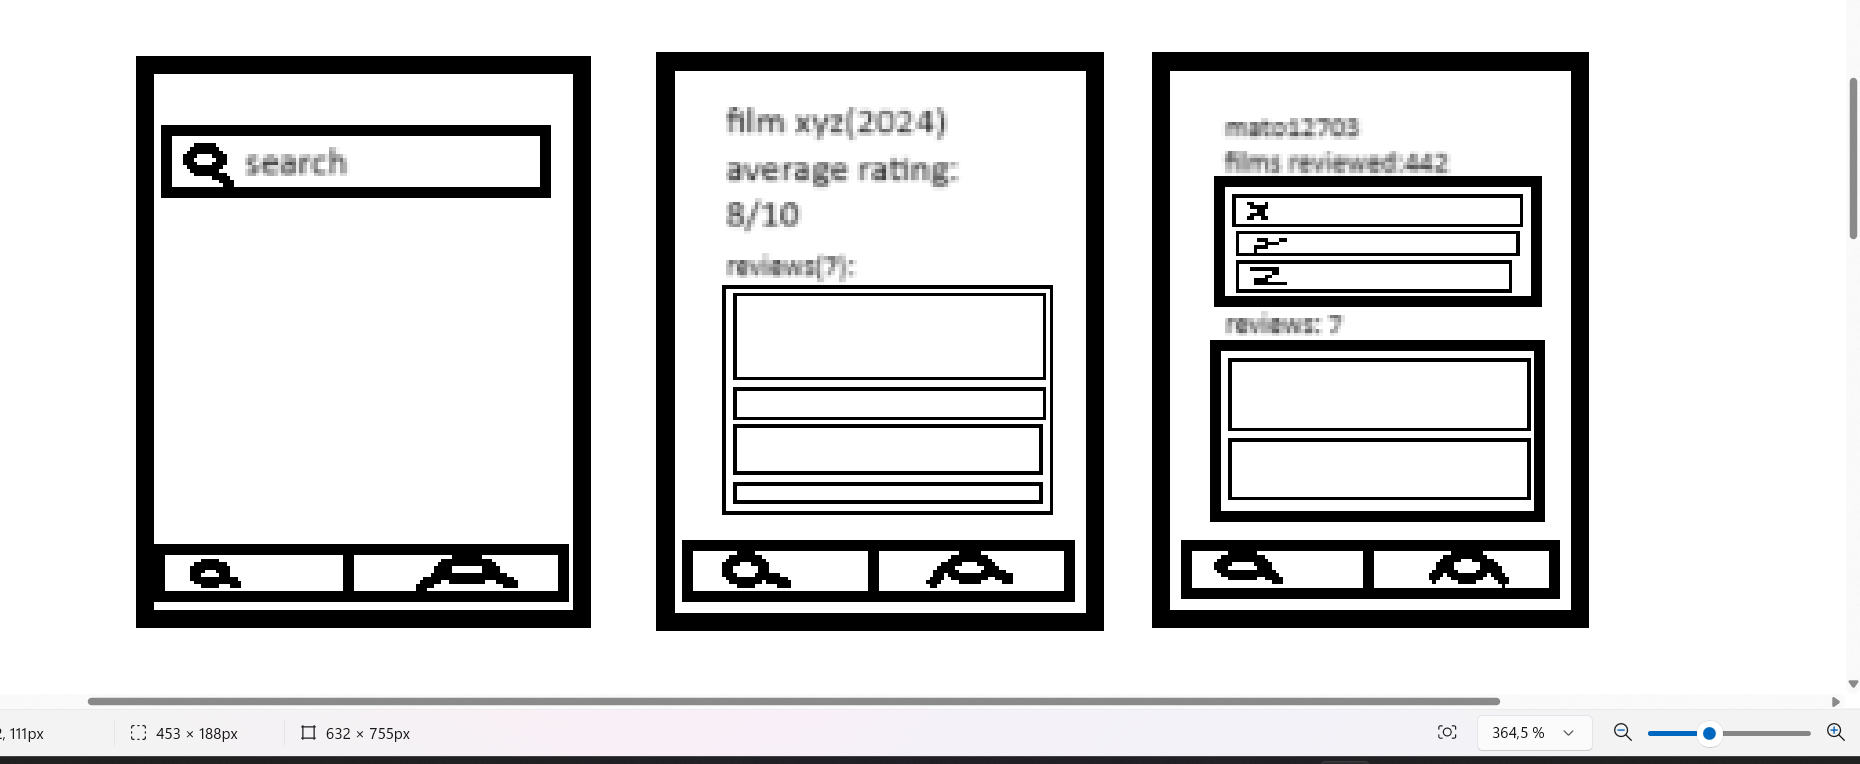 search
film xyz(2024)
average rating:
8/10
reviews(7):
mato12703
films reviewed:442
x
y
z
reviews: 7
111px
453 × 188px
632 × 755px
364,5 %